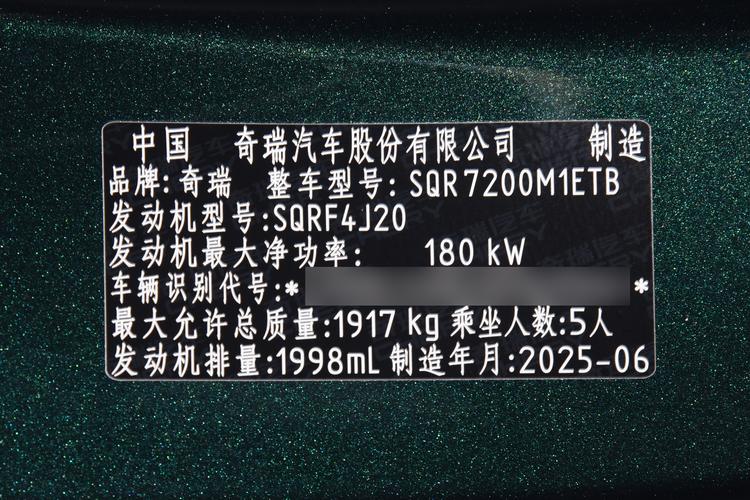 中国 奇瑞汽车股份有限公司 制造
品牌:奇瑞 整车型号:SQR7200M1ETB
发动机型号:SQRF4J20
发动机最大净功率: 180 kW
车辆识别代号:* *
最大允许总质量:1917 kg 乘坐人数:5人
发动机排量:1998mL 制造年月:2025-06